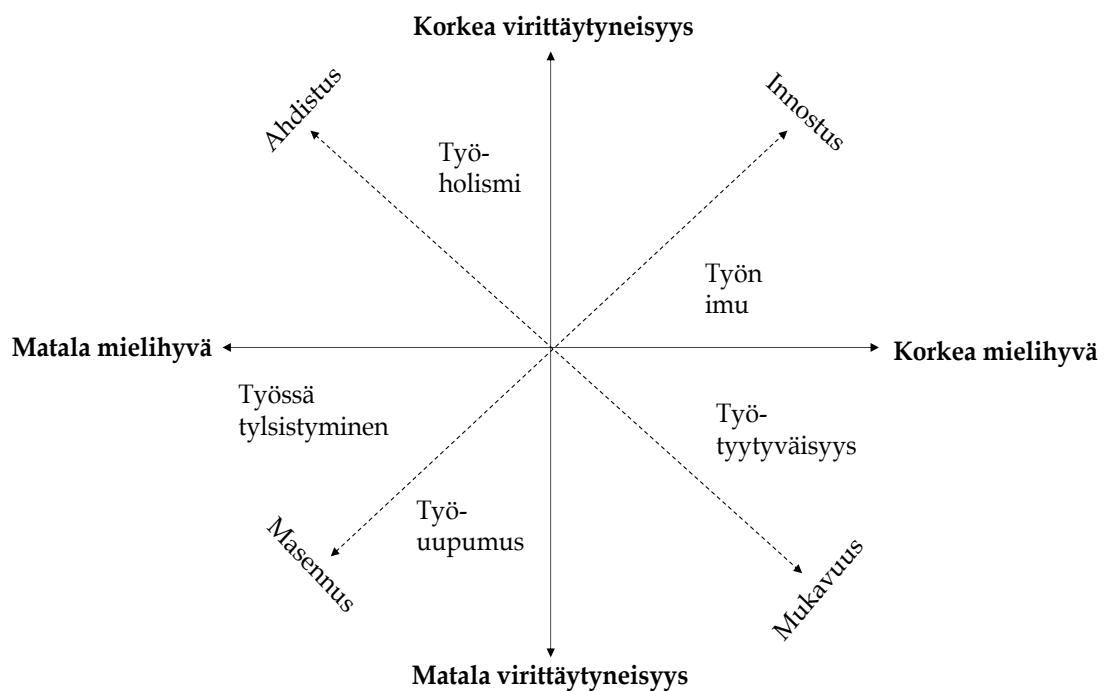 Korkea virittäytyneisyys
Ahdistus
Innostus
Työ-
holismi
Työn
imu
Matala mielihyvä
Korkea mielihyvä
Työssä
tylsistyminen
Työ-
tyytyväisyys
Työ-
uupumus
Masennus
Mukavuus
Matala virittäytyneisyys